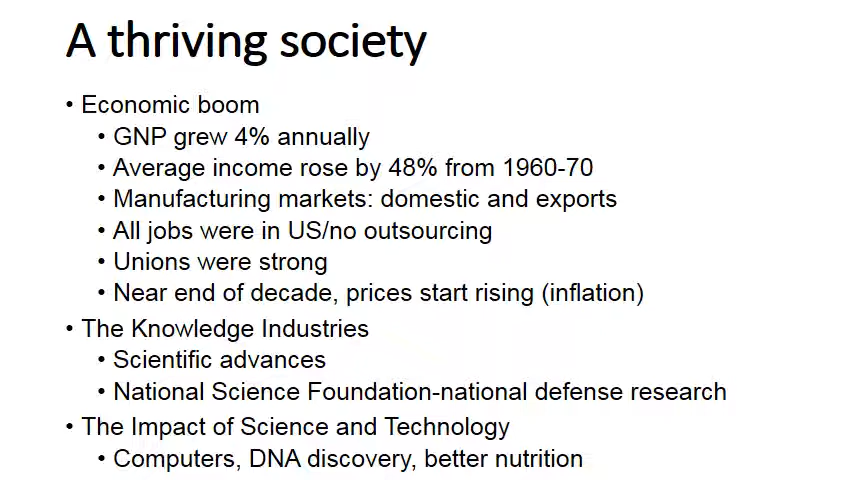 A thriving society
• Economic boom
• GNP grew 4% annually
• Average income rose by 48% from 1960-70
• Manufacturing markets: domestic and exports
• All jobs were in US/no outsourcing
• Unions were strong
• Near end of decade, prices start rising (inflation)
• The Knowledge Industries
• Scientific advances
• National Science Foundation-national defense research
• The Impact of Science and Technology
• Computers, DNA discovery, better nutrition